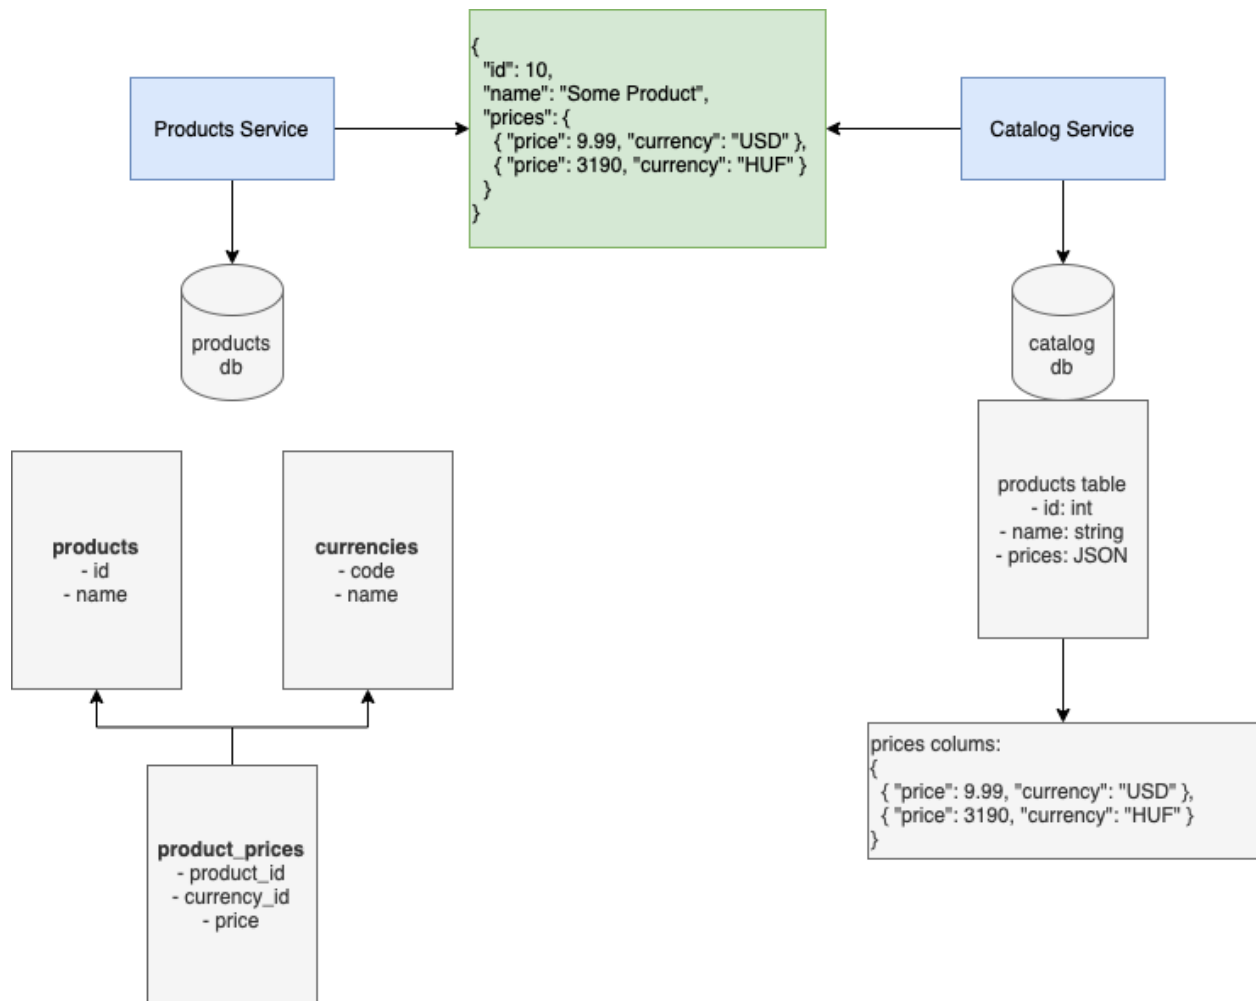 Products Service
{
"id": 10,
"name": "Some Product",
"prices": {
{ "price": 9.99, "currency": "USD" },
{ "price": 3190, "currency": "HUF" }
}
}
Catalog Service
products
db
catalog
db
products
- id
- name
currencies
- code
- name
product_prices
- product_id
- currency_id
- price
products table
- id: int
- name: string
- prices: JSON
prices colums:
{
{ "price": 9.99, "currency": "USD" },
{ "price": 3190, "currency": "HUF" }
}